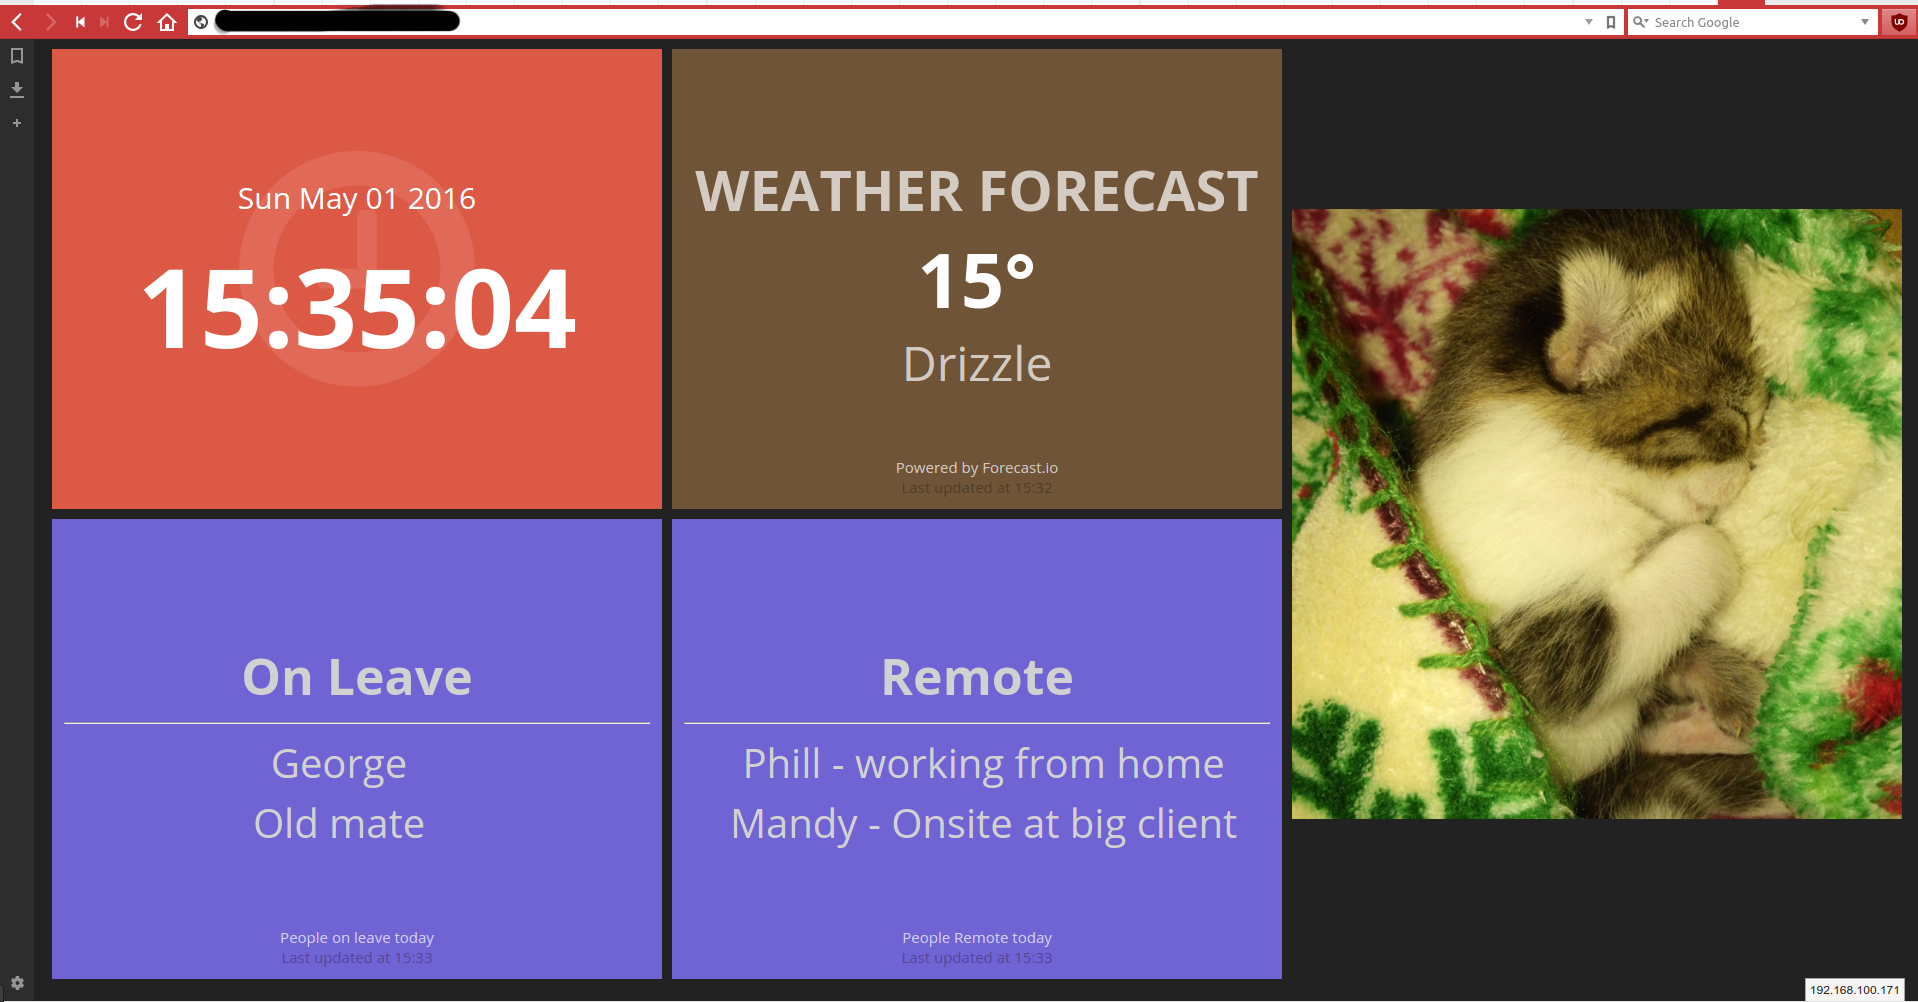 Search Google
Sun May 01 2016
15:35:04
WEATHER FORECAST
15°
Drizzle
Powered by Forecast.io
Last updated at 15:32
On Leave
George
Old mate
People on leave today
Last updated at 15:33
Remote
Phill - working from home
Mandy - Onsite at big client
People Remote today
Last updated at 15:33
192.168.100.171